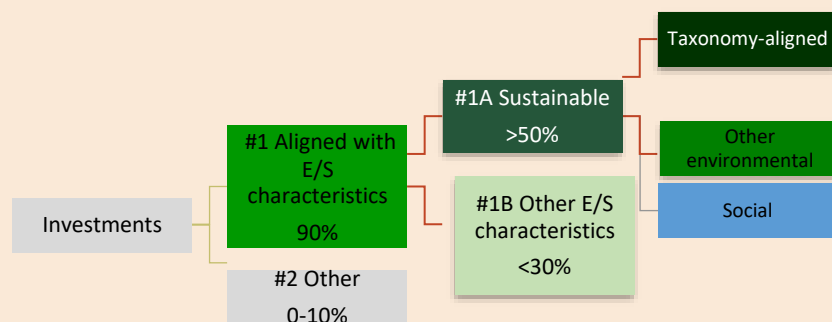 Taxonomy-aligned
#1A Sustainable
>50%
#1 Aligned with
E/S
characteristics
90%
Other
environmental
#1B Other E/S
characteristics
<30%
Social
Investments
#2 Other
0-10%